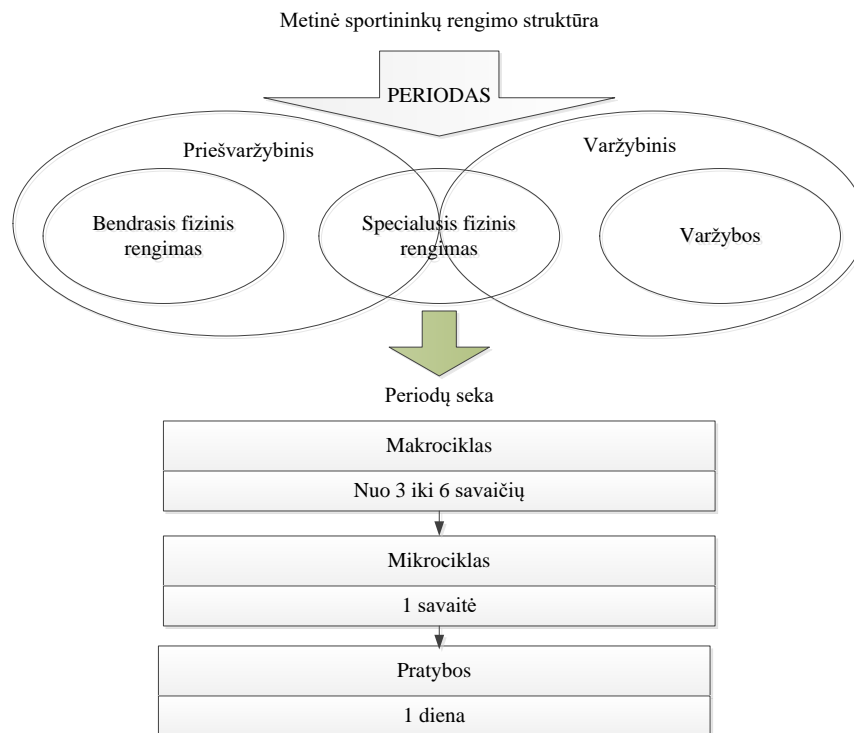 Metinė sportininkų rengimo struktūra
PERIODAS
Priešvaržybinis
Varžybinis
Bendrasis fizinis
rengimas
Specialusis fizinis
rengimas
Varžybos
Periodų seka
Makrociklas
Nuo 3 iki 6 savaičių
Mikrociklas
1 savaitė
Pratybos
1 diena